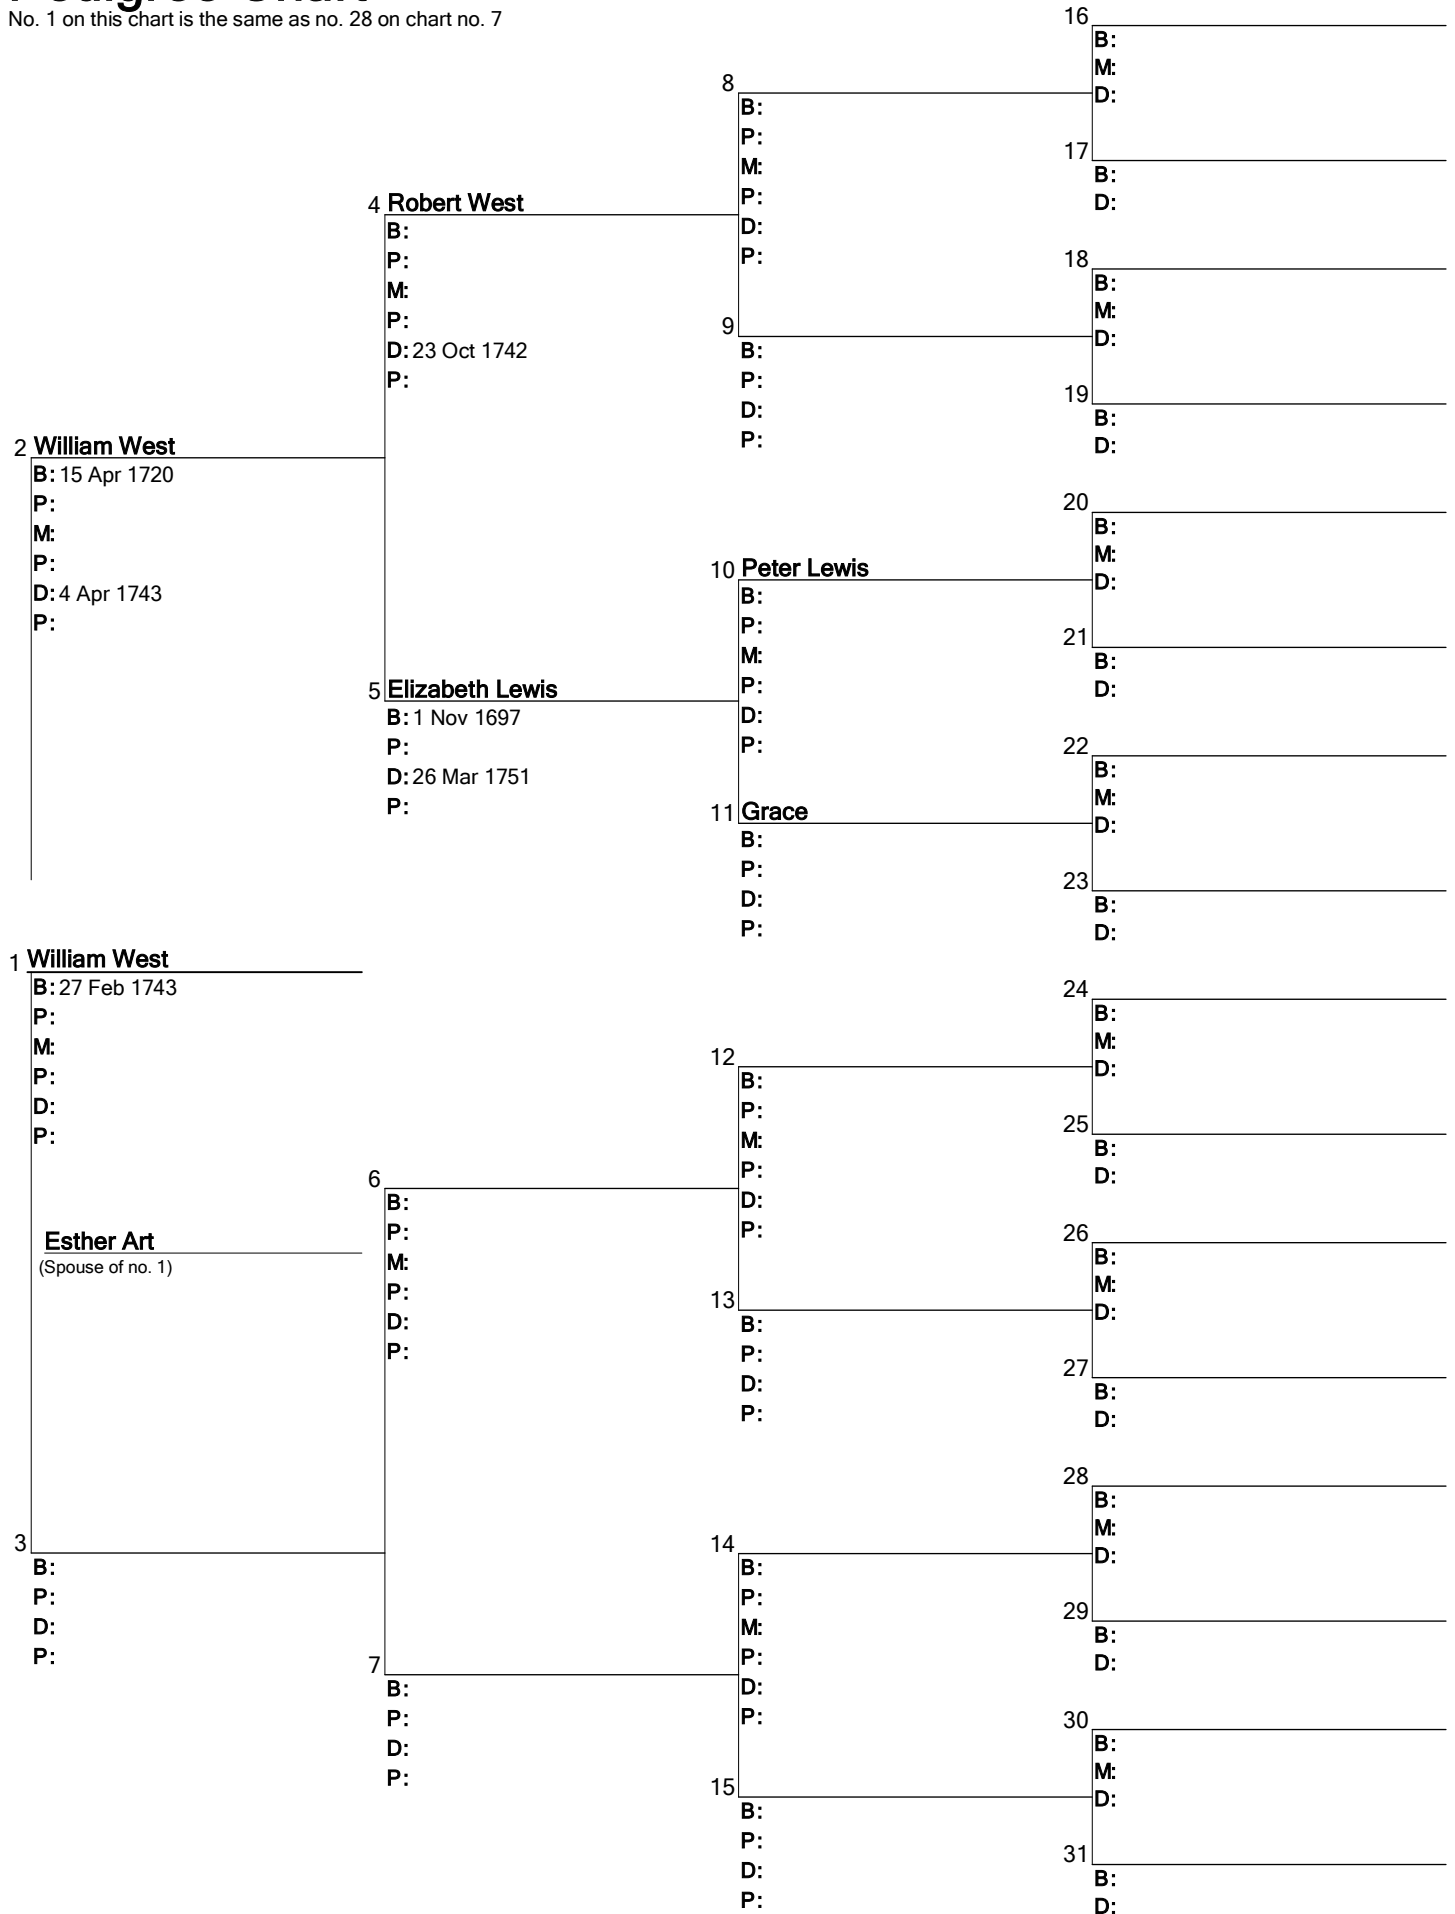 Pedigree Chart
No. 1 on this chart is the same as no. 28 on chart no. 7
16
B:
M:
D:
8
B:
P:
M:
P:
D:
P:
17
B:
D:
4 Robert West
B:
P:
M:
P:
D: 23 Oct 1742
P:
18
B:
M:
D:
9
B:
P:
D:
P:
19
B:
D:
2 William West
B: 15 Apr 1720
P:
M:
P:
D: 4 Apr 1743
P:
20
B:
M:
D:
10 Peter Lewis
B:
P:
M:
P:
D:
P:
21
B:
D:
5 Elizabeth Lewis
B: 1 Nov 1697
P:
D: 26 Mar 1751
P:
22
B:
M:
D:
11 Grace
B:
P:
D:
P:
23
B:
D:
1 William West
B: 27 Feb 1743
P:
M:
P:
D:
P:
24
B:
M:
D:
12
B:
P:
M:
P:
D:
P:
25
B:
D:
6
B:
P:
M:
P:
D:
P:
Esther Art
(Spouse of no. 1)
26
B:
M:
D:
13
B:
P:
D:
P:
27
B:
D:
28
B:
M:
D:
3
B:
P:
D:
P:
14
B:
P:
M:
P:
D:
P:
29
B:
D:
7
B:
P:
D:
P:
30
B:
M:
D:
15
B:
P:
D:
P:
31
B:
D: